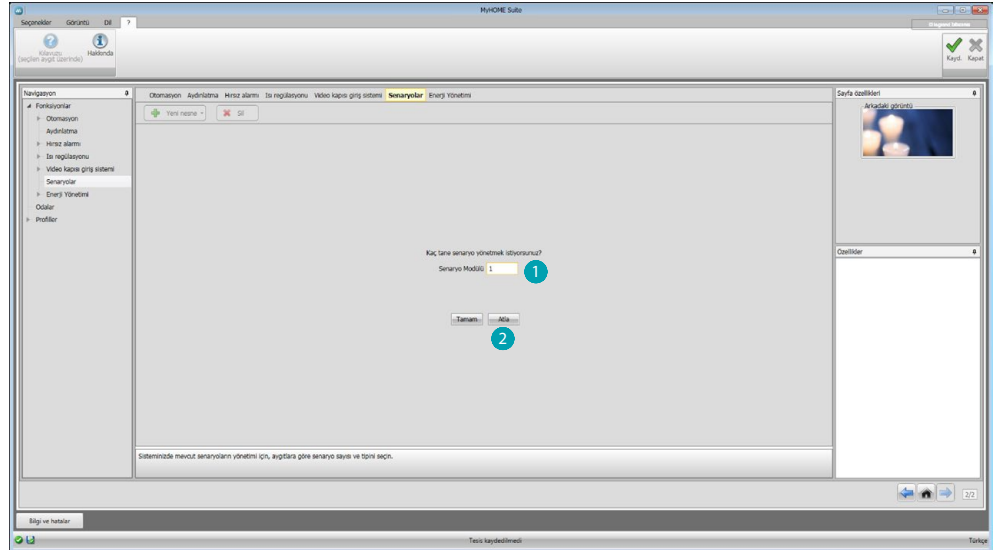 MyHOME Suite
Seçenekler Görüntü Dil ?
Kılavuzu
(seçilen aygıt üzerinde)
Hakkında
Kayd. Kapat
Navigasyon
Fonksiyonlar
Otomasyon
Aydınlatma
Hırsız alarmı
Isı regülasyonu
Video kapısı giriş sistemi
Senaryolar
Enerji Yönetimi
Odalar
Profiller
Otomasyon Aydınlatma Hırsız alarmı Isı regülasyonu Video kapısı giriş sistemi Senaryolar Enerji Yönetimi
Yeni nesne Sil
Kaç tane senaryo yönetmek istiyorsunuz?
Senaryo Modülü 1
1
Tamam Atla
2
Sisteminizde mevcut senaryoların yönetimi için, aygıtlara göre senaryo sayısı ve tipini seçin.
Sayfa özellikleri
Arkadaki görüntü
Özellikler
2/2
Bilgi ve hatalar
Tesis kaydedilmedi
Türkçe